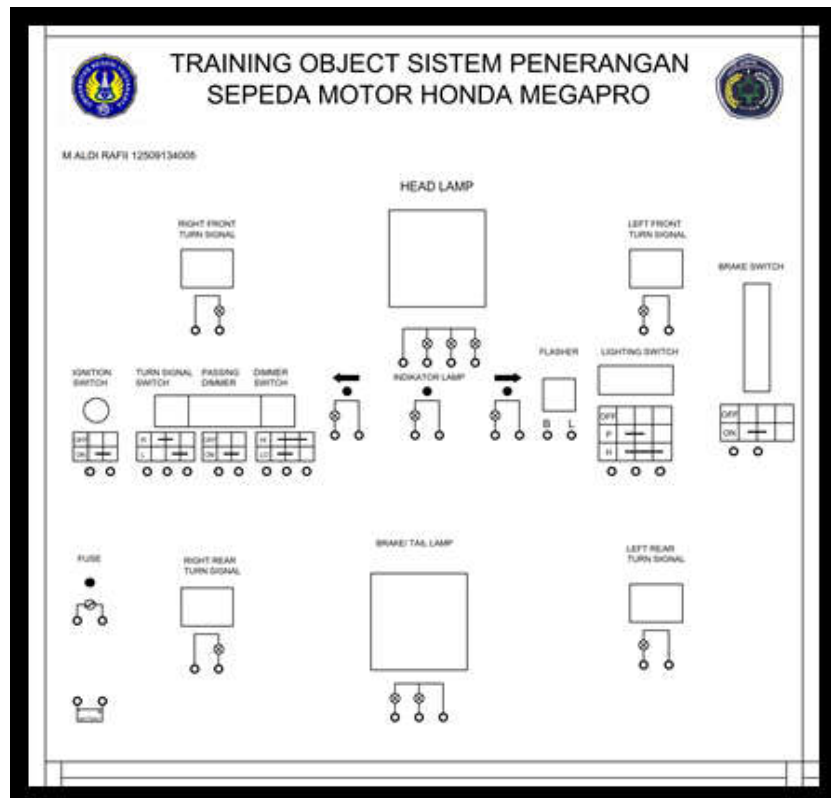 TRAINING OBJECT SISTEM PENERANGAN
SEPEDA MOTOR HONDA MEGAPRO
M ALDI RAFII 12509134005
HEAD LAMP
RIGHT FRONT
TURN SIGNAL
LEFT FRONT
TURN SIGNAL
BRAKE SWITCH
IGNITION
SWITCH
TURN SIGNAL
SWITCH
PASSING
DIMMER
DIMMER
SWITCH
INDIKATOR LAMP
FLASHER
LIGHTING SWITCH
B L
OFF
ON
R
L
OFF
ON
HI
LO
OFF
P
H
OFF
ON
FUSE
RIGHT REAR
TURN SIGNAL
BRAKE/ TAIL LAMP
LEFT REAR
TURN SIGNAL